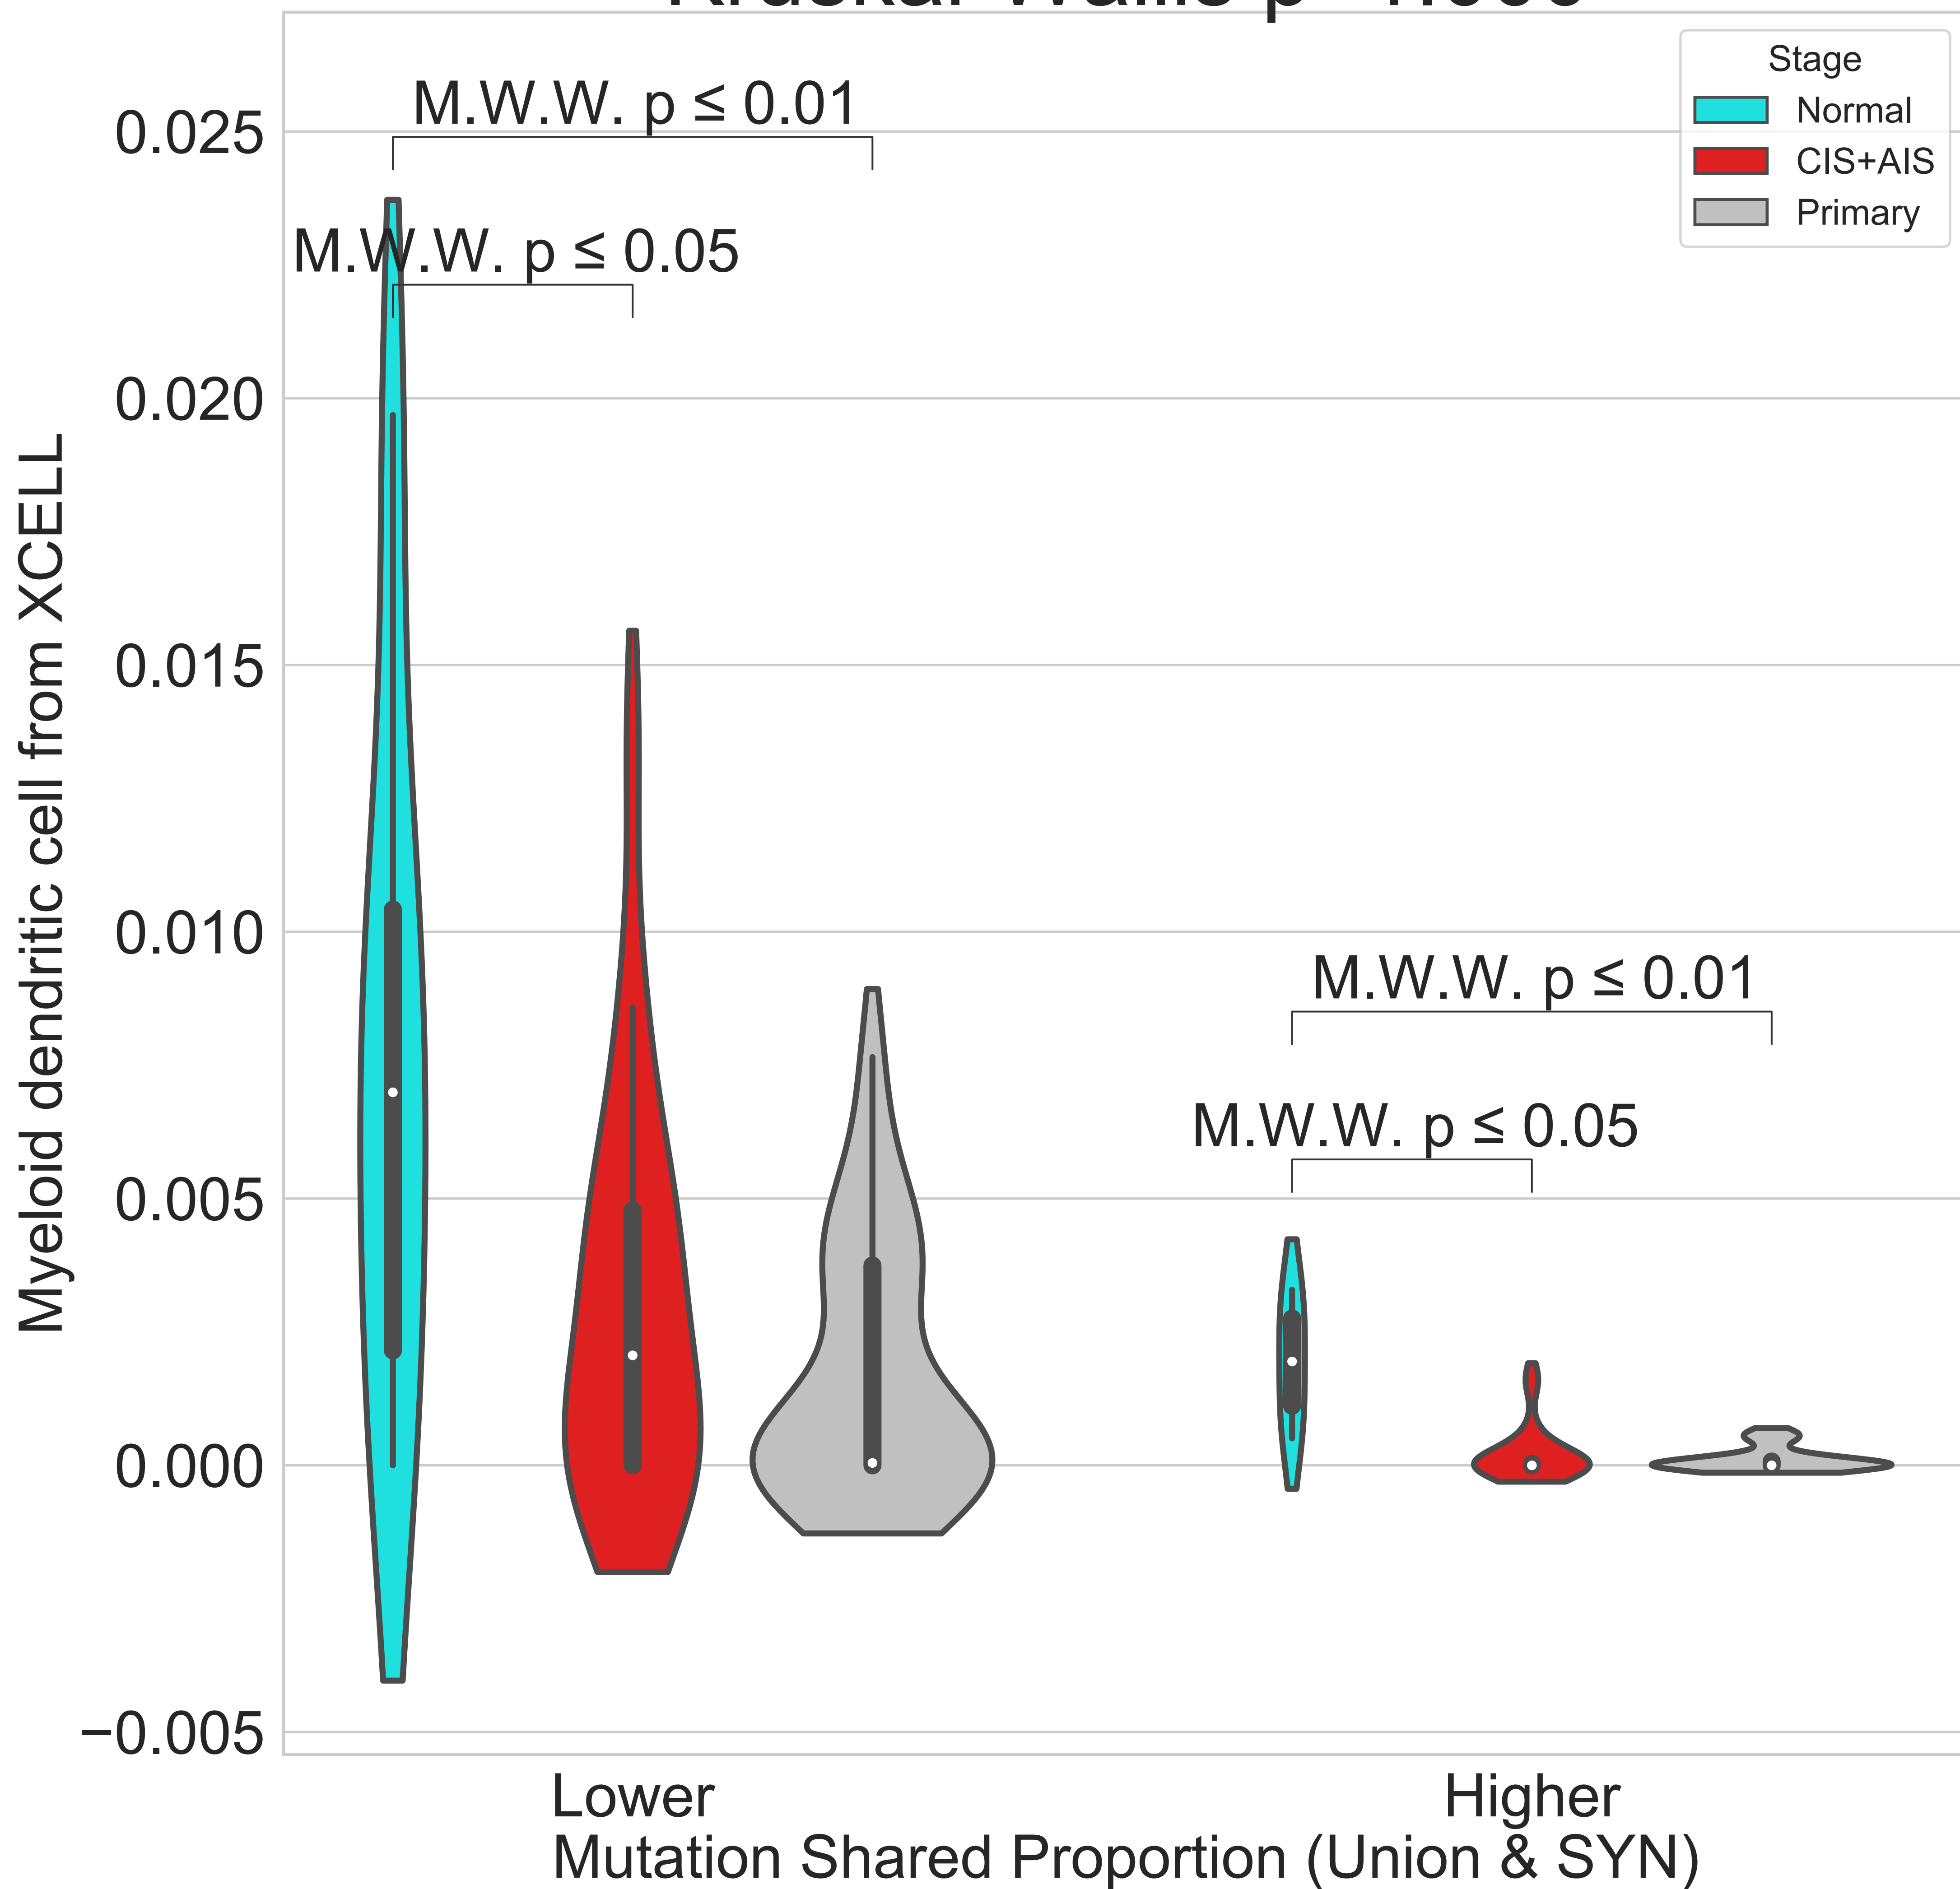 Stage
Normal
CIS+AIS
Primary
M.W.W. p ≤ 0.01
M.W.W. p ≤ 0.05
M.W.W. p ≤ 0.01
M.W.W. p ≤ 0.05
0.025
0.020
0.015
0.010
0.005
0.000
−0.005
Myeloid dendritic cell from XCELL
Lower
Higher
Mutation Shared Proportion (Union & SYN)